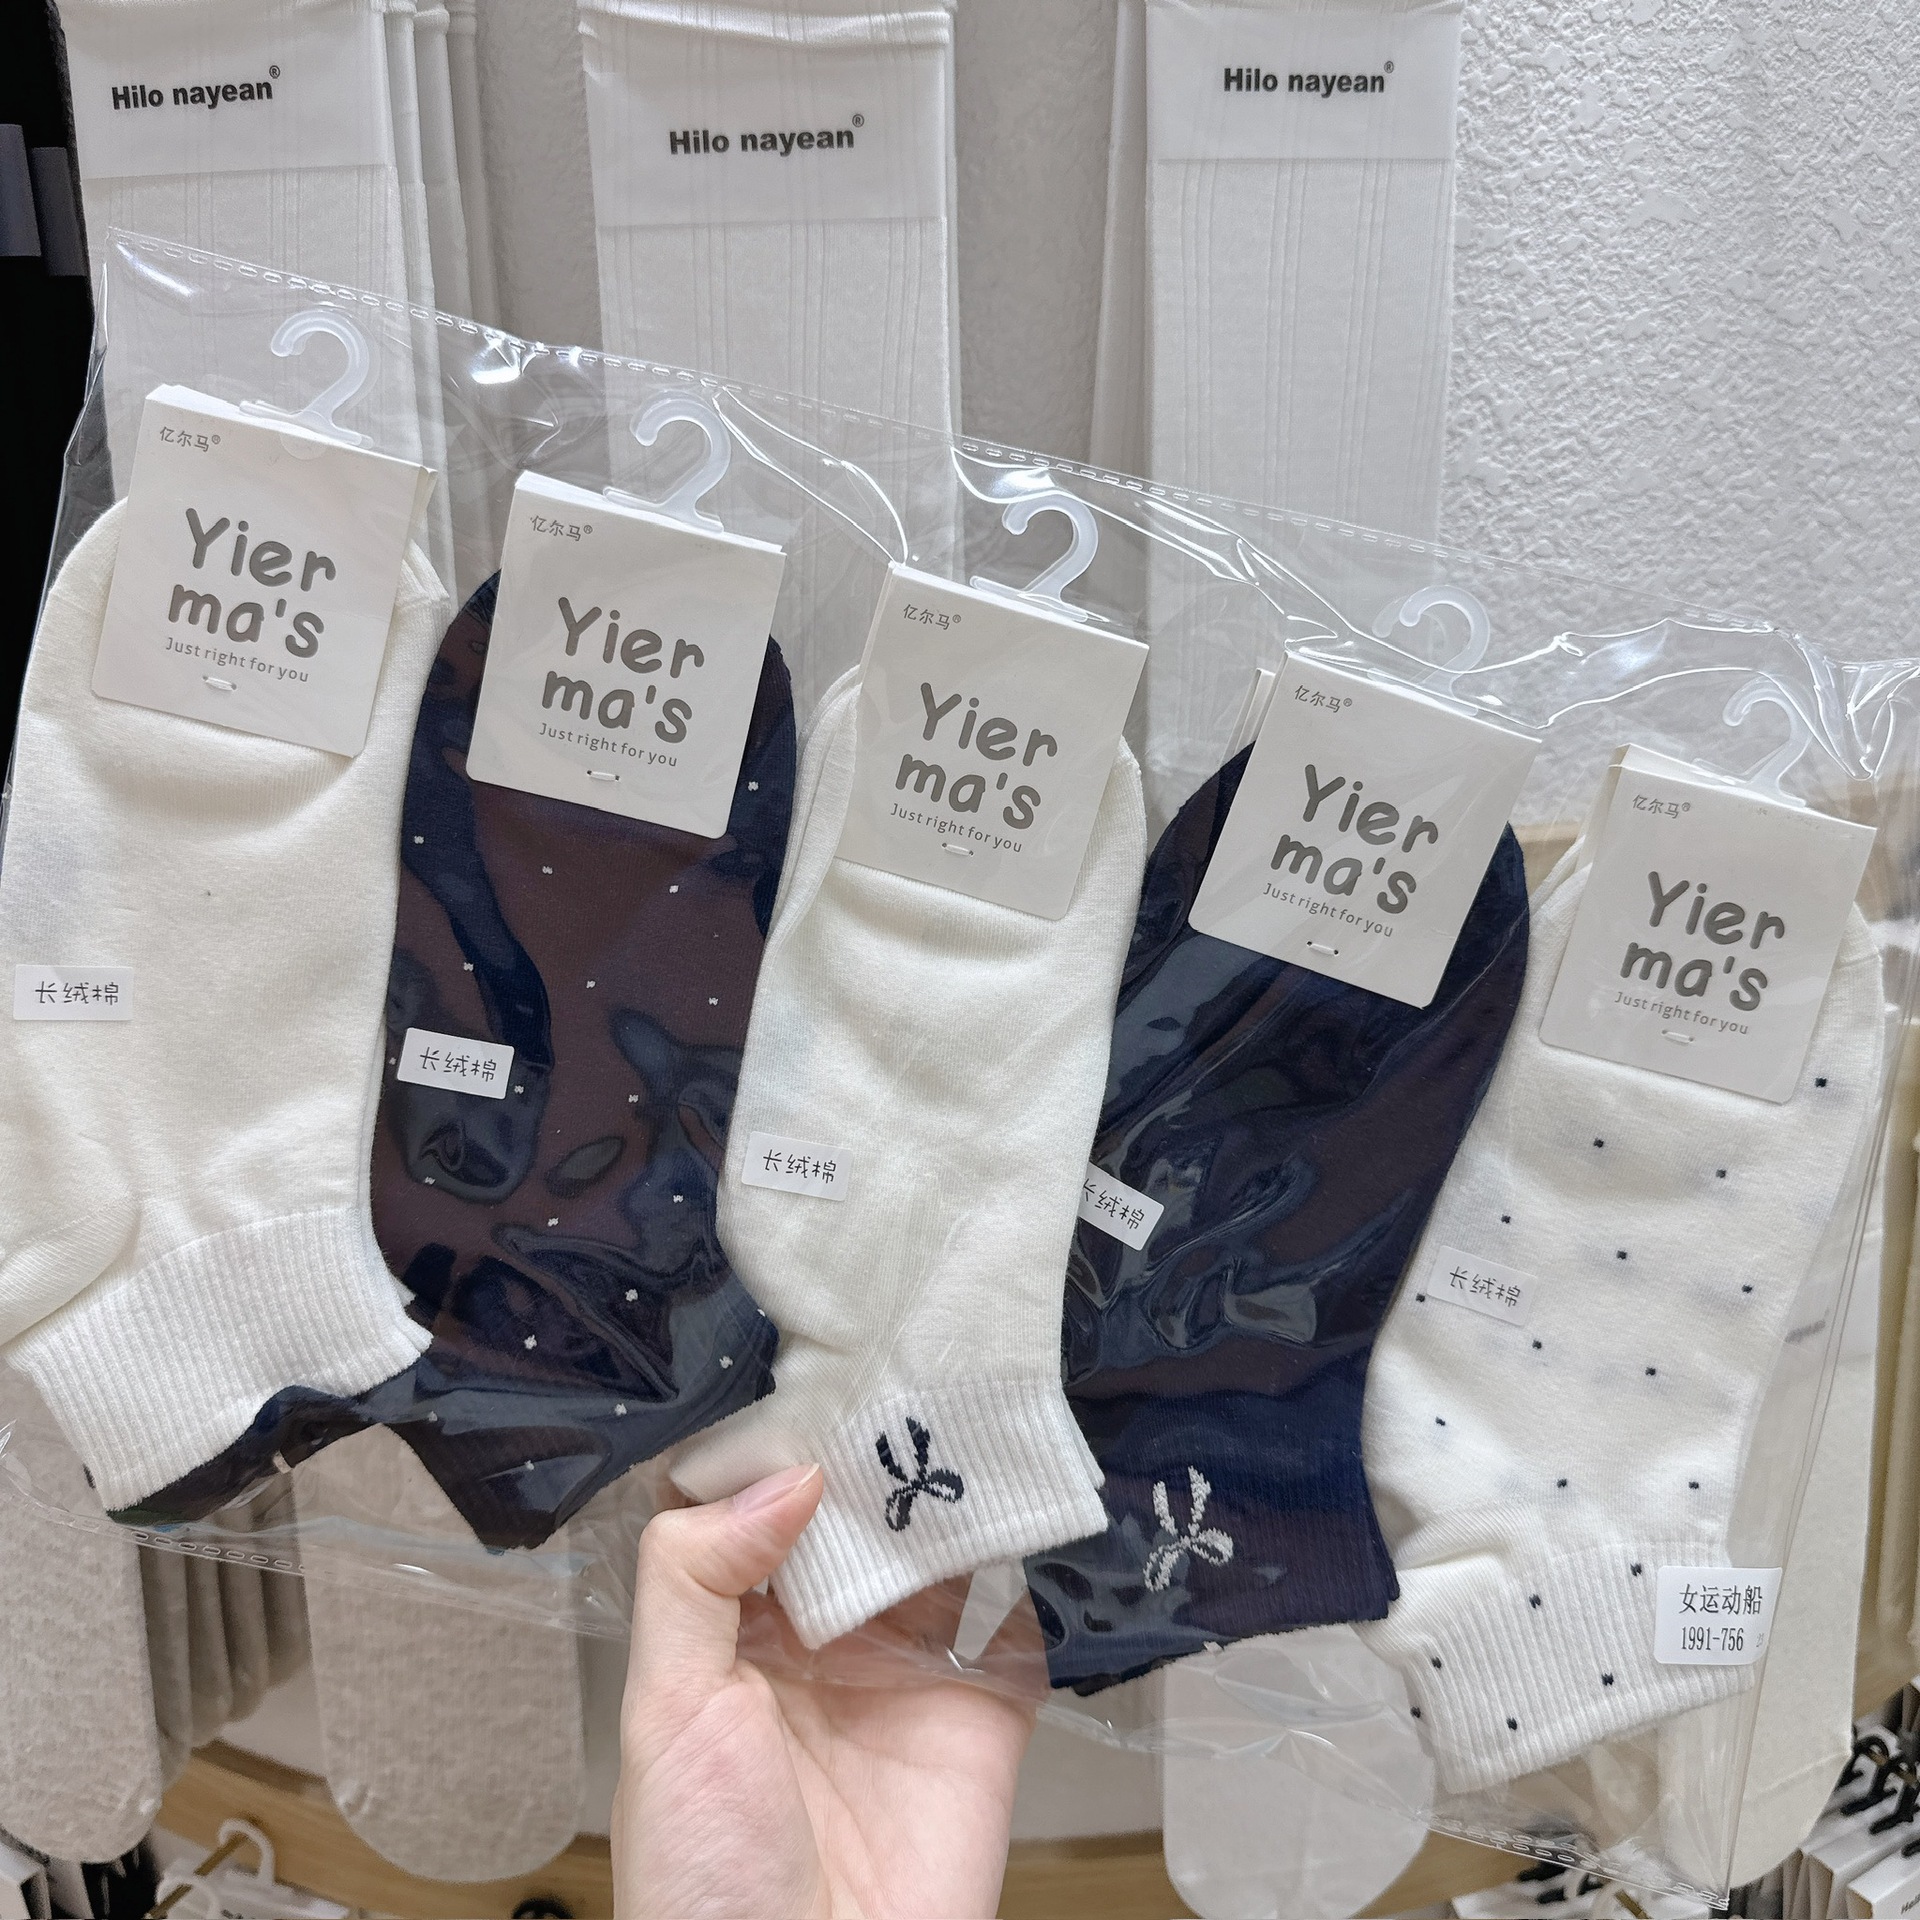 Hilo nayean®
Hilo nayean®
Hilo nayean®
亿尔马®
Yier
ma's
Just right for you
长绒棉
亿尔马®
Yier
ma's
Just right for you
长绒棉
亿尔马®
Yier
ma's
Just right for you
长绒棉
亿尔马®
Yier
ma's
Just right for you
长绒棉
亿尔马®
Yier
ma's
Just right for you
长绒棉
女运动船
1991-756